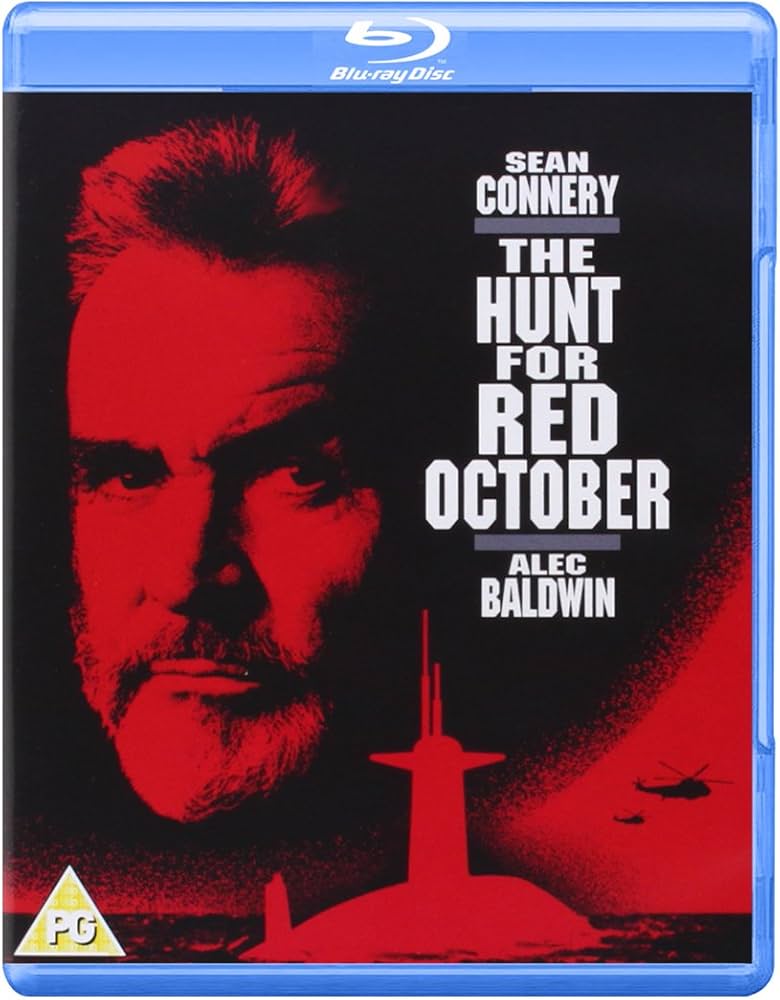 Blu-ray Disc
SEAN
CONNERY
THE
HUNT
FOR
RED
OCTOBER
ALEC
BALDWIN
PG